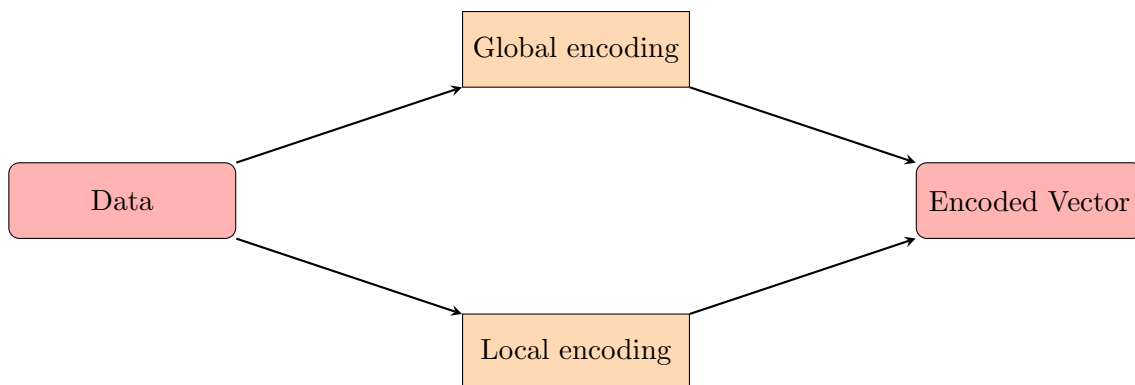 Global encoding
Data
Encoded Vector
Local encoding